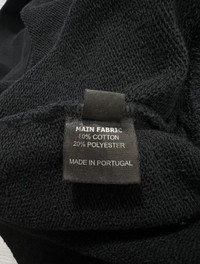 MAIN FABRIC
80% COTTON
20% POLYESTER
MADE IN PORTUGAL